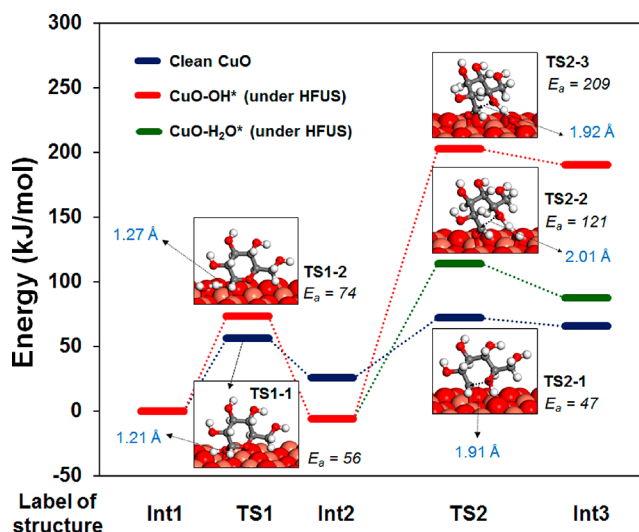 300
250
200
150
100
50
0
-50
Energy (kJ/mol)
Clean CuO
CuO-OH* (under HFUS)
CuO-H₂O* (under HFUS)
TS2-3
Eₐ = 209
1.92 Å
TS2-2
Eₐ = 121
2.01 Å
1.27 Å
TS1-2
Eₐ = 74
TS1-1
1.21 Å
Eₐ = 56
TS2-1
Eₐ = 47
1.91 Å
Label of
structure
Int1 TS1 Int2 TS2 Int3